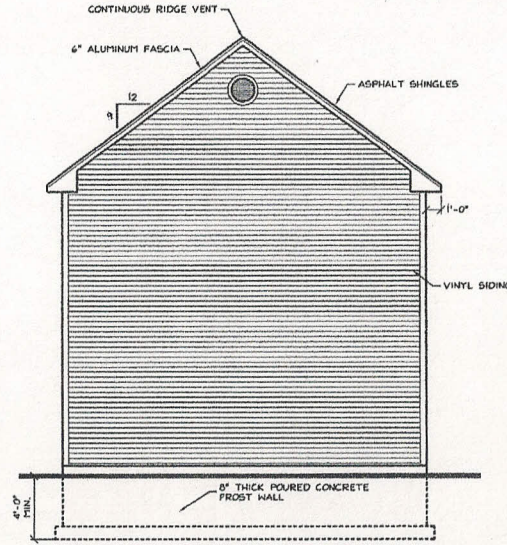 CONTINUOUS RIDGE VENT
6" ALUMINUM FASCIA
ASPHALT SHINGLES
12
9
1'-0"
VINYL SIDING
8" THICK POURED CONCRETE
FROST WALL
4'-0"
MIN.